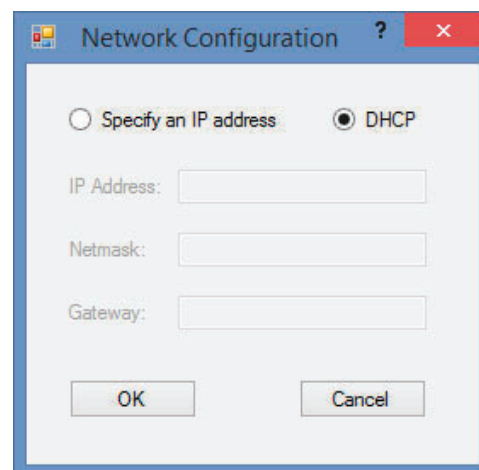 Network Configuration ?
Specify an IP address DHCP
IP Address:
Netmask:
Gateway:
OK Cancel